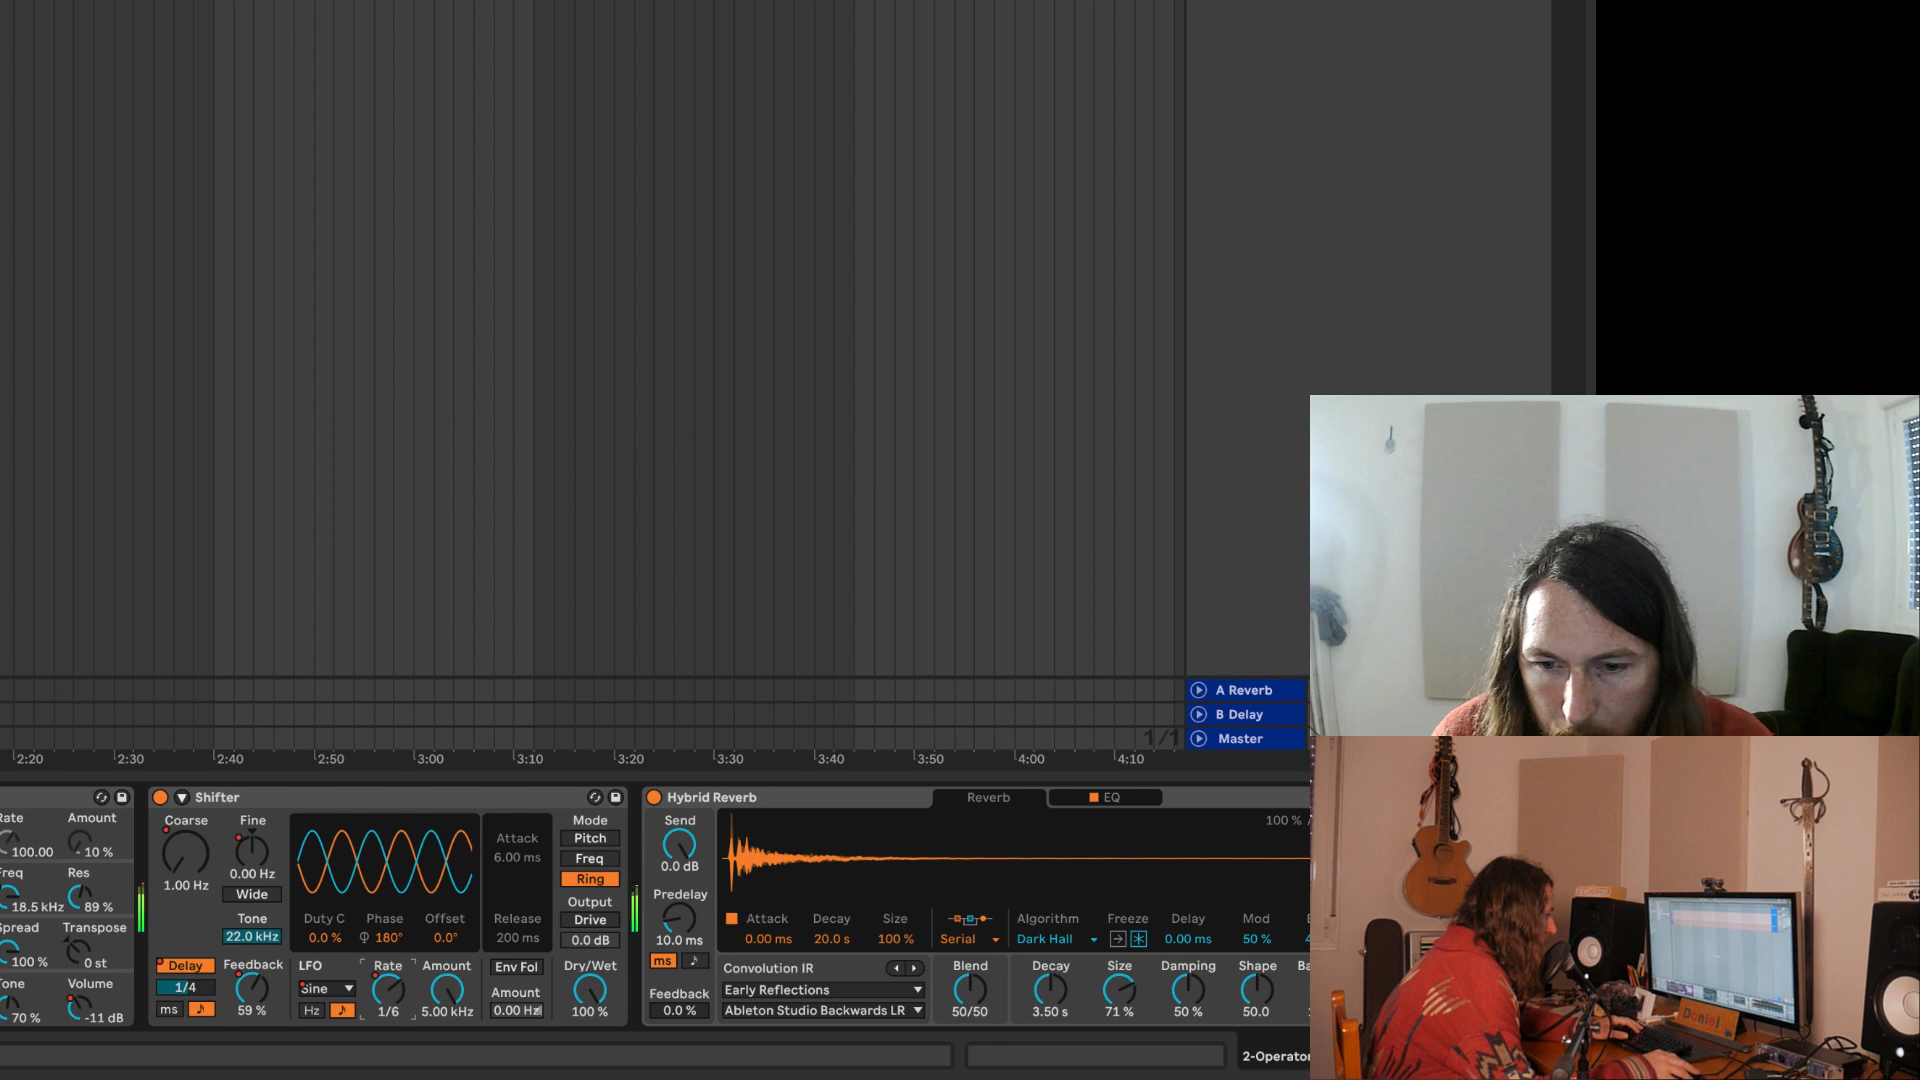 A Reverb
B Delay
1/1
Master
2:20 2:30 2:40 2:50 3:00 3:10 3:20 3:30 3:40 3:50 4:00 4:10
Rate Amount
100.00 10 %
Freq Res
18.5 kHz 89 %
Spread Transpose
100 % 0 st
Tone Volume
70 % -11 dB
Shifter
Coarse Fine
1.00 Hz 0.00 Hz
Wide
Tone
22.0 kHz
Delay Feedback
1/4
ms 59 %
Duty C Phase Offset
0.0 % 180° 0.0°
LFO Rate Amount
Sine
Hz 1/6 5.00 kHz
Attack
6.00 ms
Release
200 ms
Env Fol
Amount
0.00 Hz
Mode
Pitch
Freq
Ring
Output
Drive
0.0 dB
Dry/Wet
100 %
Hybrid Reverb
Reverb EQ
Send
0.0 dB
Predelay
10.0 ms
ms
Feedback
0.0 %
100 %
Attack Decay Size
0.00 ms 20.0 s 100 %
Serial
Algorithm Freeze Delay Mod
Dark Hall 0.00 ms 50 %
Convolution IR
Early Reflections
Ableton Studio Backwards LR
Blend Decay Size Damping Shape Ba
50/50 3.50 s 71 % 50 % 50.0
2-Operator
Daniel